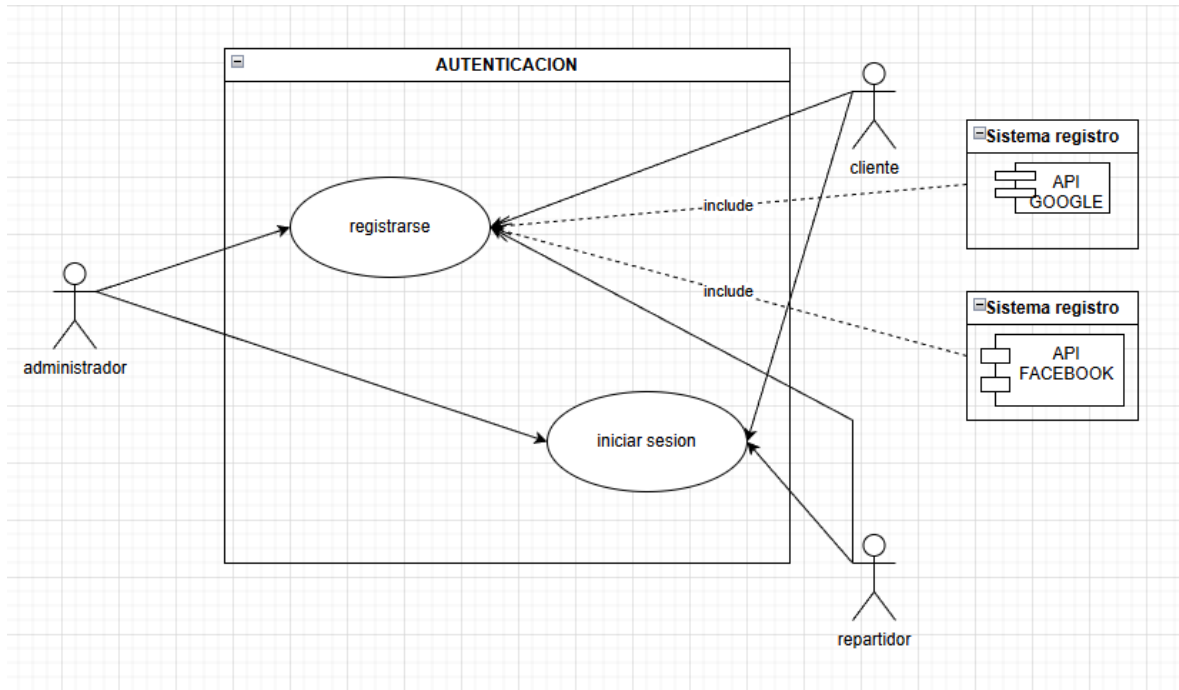 AUTENTICACION
cliente
Sistema registro
API
GOOGLE
include
registrarse
include
Sistema registro
API
FACEBOOK
administrador
iniciar sesion
repartidor